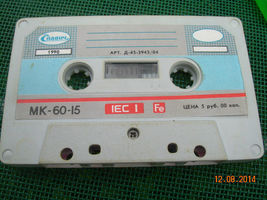 Славич
1990
АРТ. Д-45-3943/04
МК-60-15
IEC I
Fe
ЦЕНА 5 руб. 00 коп.
12.08.2014